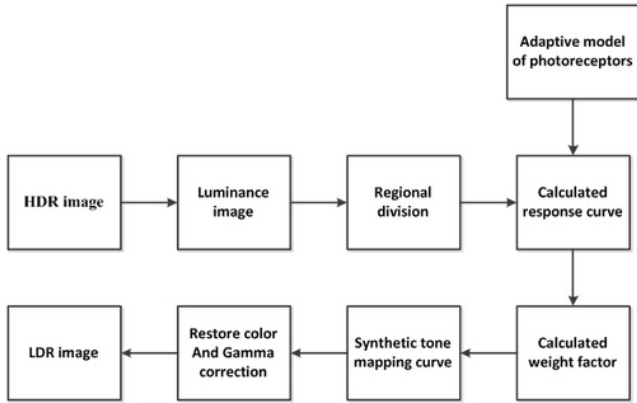 Adaptive model
of photoreceptors
HDR image
Luminance
image
Regional
division
Calculated
response curve
LDR image
Restore color
And Gamma
correction
Synthetic tone
mapping curve
Calculated
weight factor